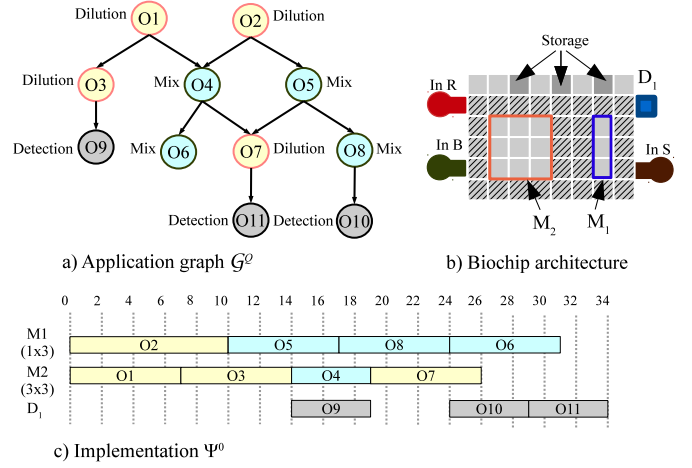 O1 Dilution O2 Dilution
Dilution O3 Mix O4 O5 Mix
Detection O9 Mix O6 O7 Dilution O8 Mix
Detection O11 Detection O10
a) Application graph 𝒢^Q
Storage
In R D₁
In B In S
M₂ M₁
b) Biochip architecture
0 2 4 6 8 10 12 14 16 18 20 22 24 26 28 30 32 34
M1 (1x3) O2 O5 O8 O6
M2 (3x3) O1 O3 O4 O7
D₁ O9 O10 O11
c) Implementation Ψ⁰